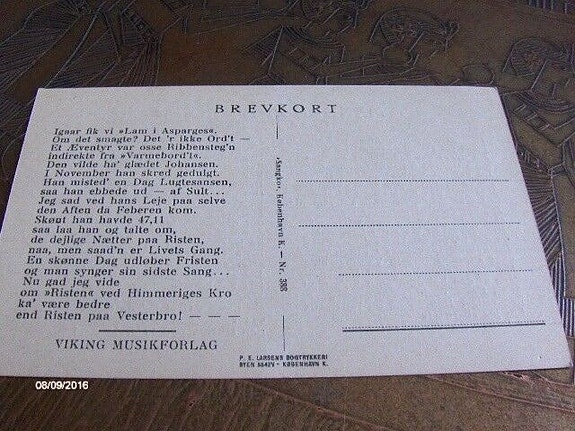 BREVKORT
Igaar fik vi »Lam i Asparges«.
Om det smagte? Det 'r ikke Ord't —
Et Æventyr var osse Ribbensteg'n
indirekte fra »Varmebord't«.
Den vilde ha' glædet Johansen.
I November han skred geduigt.
Han misted' en Dag Lugtesansen,
saa han ebbede ud — af Sult...
Jeg sad ved hans Leje paa selve
den Aften da Feberen kom.
Skønt han havde 47,11
saa laa han og talte om,
de dejlige Nætter paa Risten,
naa, men saad'n er Livets Gang.
En skønne Dag udløber Fristen
og man synger sin sidste Sang...
Nu gad jeg vide
om »Risten« ved Himmeriges Kro
ka' være bedre
end Risten paa Vesterbro! — — —
VIKING MUSIKFORLAG
København K. — Nr. 388
P. E. LARSENS BOGTRYKKERI
BYEN 5542V - KØBENHAVN K.
08/09/2016